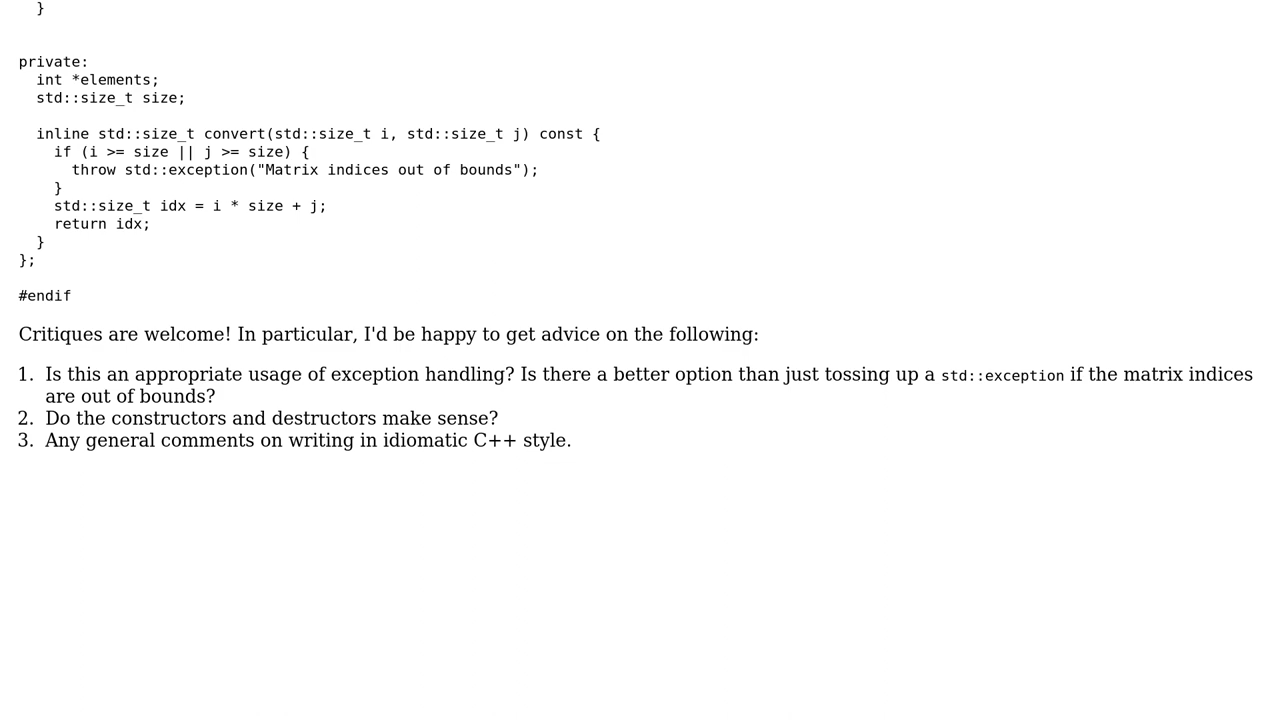 }
private:
  int *elements;
  std::size_t size;
  inline std::size_t convert(std::size_t i, std::size_t j) const {
    if (i >= size || j >= size) {
      throw std::exception("Matrix indices out of bounds");
    }
    std::size_t idx = i * size + j;
    return idx;
  }
};
#endif
Critiques are welcome! In particular, I'd be happy to get advice on the following:
1. Is this an appropriate usage of exception handling? Is there a better option than just tossing up a std::exception if the matrix indices
are out of bounds?
2. Do the constructors and destructors make sense?
3. Any general comments on writing in idiomatic C++ style.